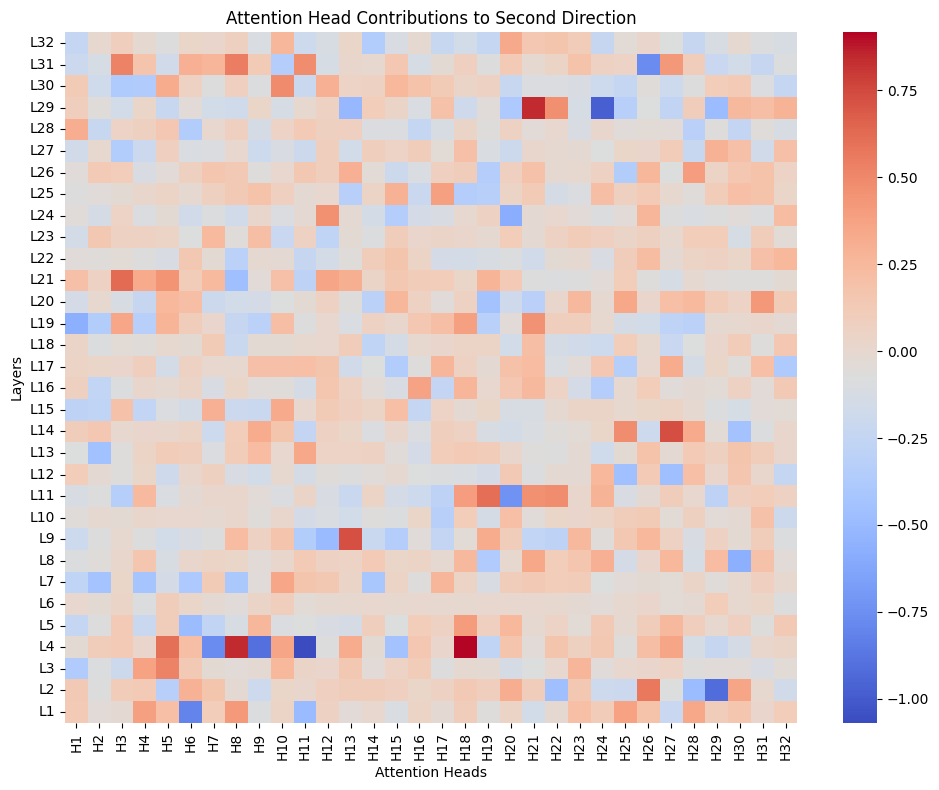 Attention Head Contributions to Second Direction
L32
L31
L30
L29
L28
L27
L26
L25
L24
L23
L22
L21
L20
L19
L18
L17
L16
L15
L14
L13
L12
L11
L10
L9
L8
L7
L6
L5
L4
L3
L2
L1
Layers
H1 H2 H3 H4 H5 H6 H7 H8 H9 H10 H11 H12 H13 H14 H15 H16 H17 H18 H19 H20 H21 H22 H23 H24 H25 H26 H27 H28 H29 H30 H31 H32
Attention Heads
0.75
0.50
0.25
0.00
−0.25
−0.50
−0.75
−1.00